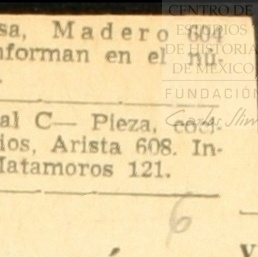 sa, Madero 604
nforman en el nú-
al C— Pieza, coci-
ios, Arista 608. In-
Matamoros 121.
6
CENTRO DE
ESTUDIOS
DE HISTORIA
DE MÉXICO
FUNDACIÓN
Carlos Slim